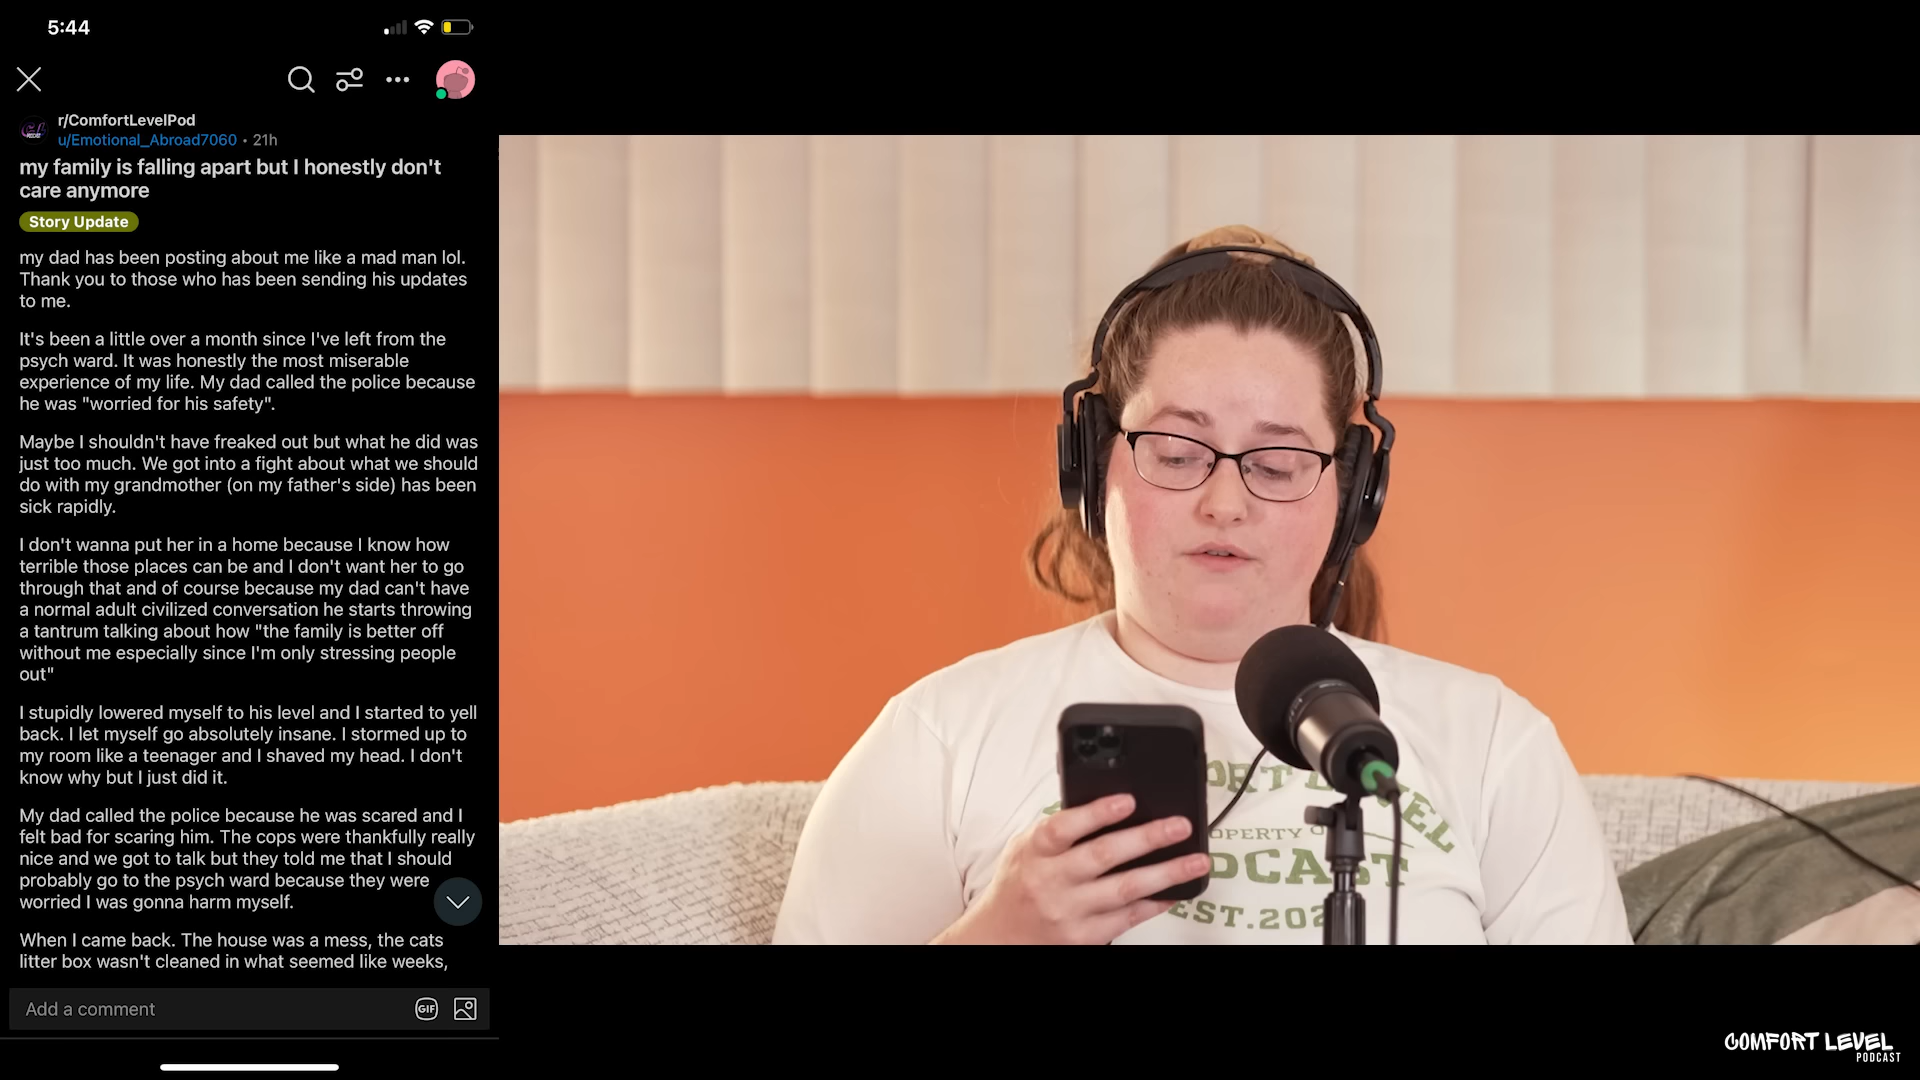 5:44
r/ComfortLevelPod
u/Emotional_Abroad7060 • 21h
my family is falling apart but I honestly don't
care anymore
Story Update
my dad has been posting about me like a mad man lol.
Thank you to those who has been sending his updates
to me.
It's been a little over a month since I've left from the
psych ward. It was honestly the most miserable
experience of my life. My dad called the police because
he was "worried for his safety".
Maybe I shouldn't have freaked out but what he did was
just too much. We got into a fight about what we should
do with my grandmother (on my father's side) has been
sick rapidly.
I don't wanna put her in a home because I know how
terrible those places can be and I don't want her to go
through that and of course because my dad can't have
a normal adult civilized conversation he starts throwing
a tantrum talking about how "the family is better off
without me especially since I'm only stressing people
out"
I stupidly lowered myself to his level and I started to yell
back. I let myself go absolutely insane. I stormed up to
my room like a teenager and I shaved my head. I don't
know why but I just did it.
My dad called the police because he was scared and I
felt bad for scaring him. The cops were thankfully really
nice and we got to talk but they told me that I should
probably go to the psych ward because they were
worried I was gonna harm myself.
When I came back. The house was a mess, the cats
litter box wasn't cleaned in what seemed like weeks,
Add a comment
GIF
COMFORT LEVEL
PODCAST